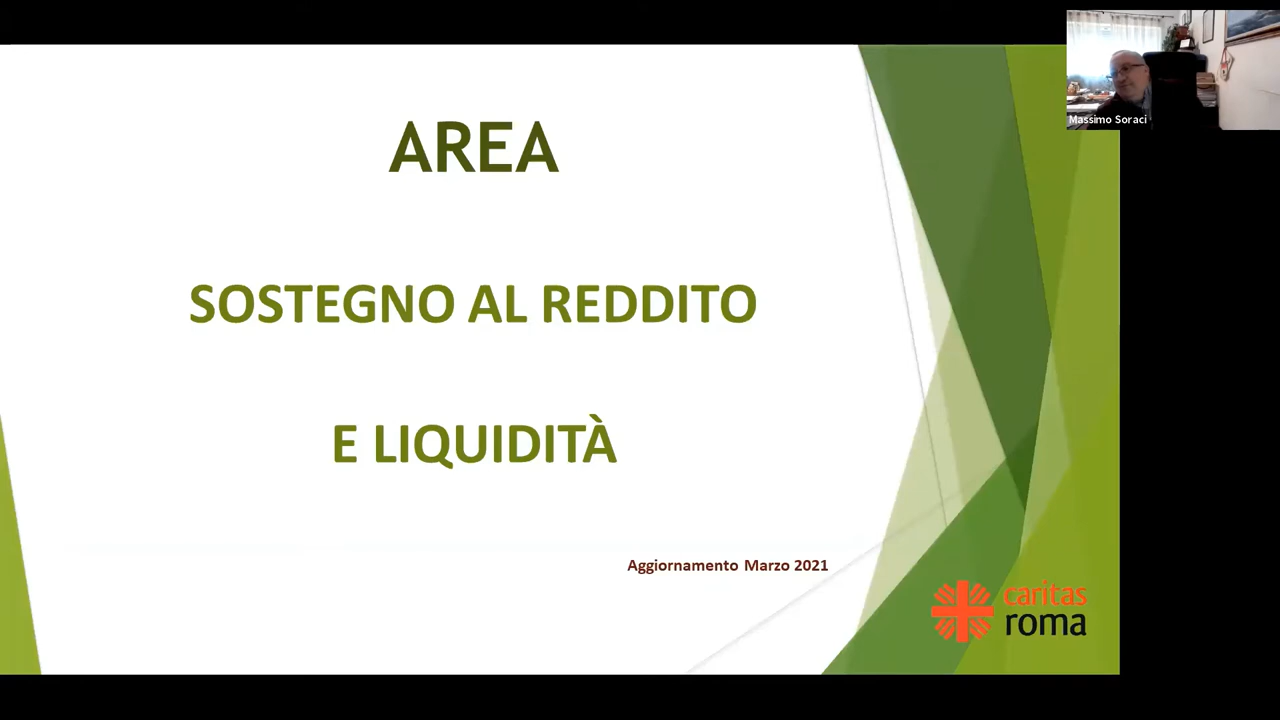 Massimo Soraci
AREA
SOSTEGNO AL REDDITO
E LIQUIDITÀ
Aggiornamento Marzo 2021
caritas
roma